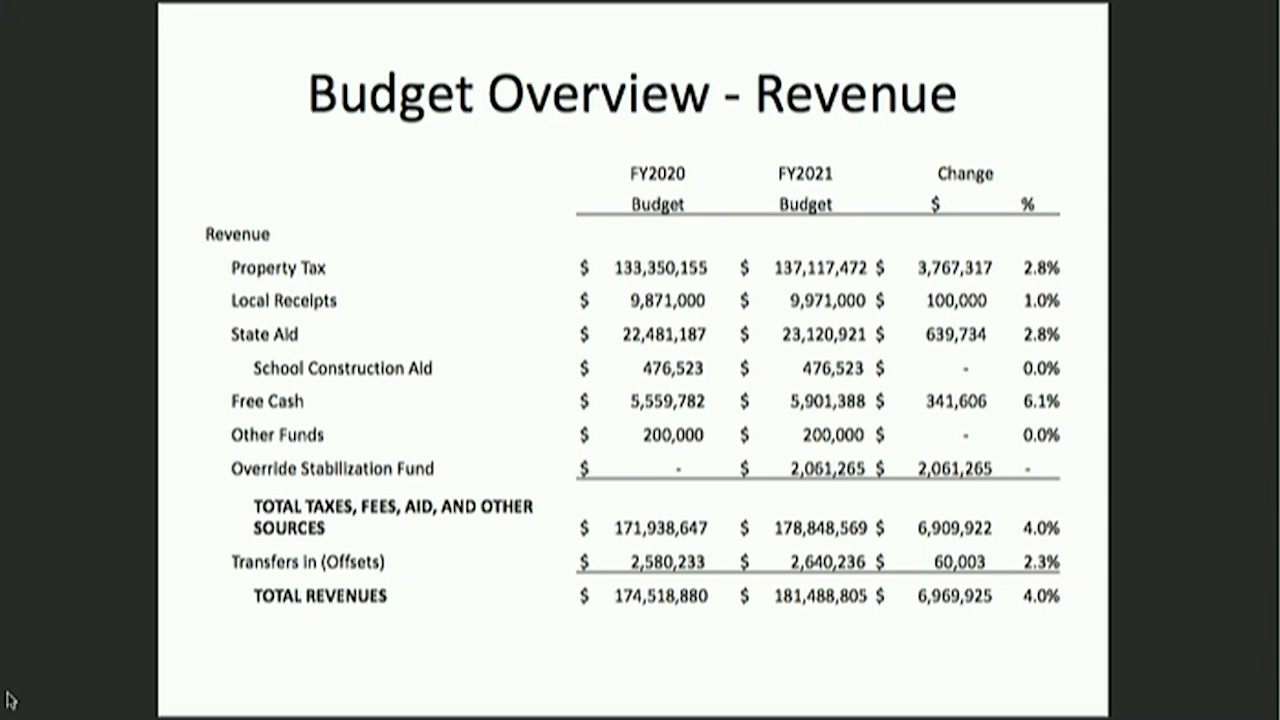 Budget Overview - Revenue
FY2020 FY2021 Change
Budget Budget $ %
Revenue
Property Tax $ 133,350,155 $ 137,117,472 $ 3,767,317 2.8%
Local Receipts $ 9,871,000 $ 9,971,000 $ 100,000 1.0%
State Aid $ 22,481,187 $ 23,120,921 $ 639,734 2.8%
School Construction Aid $ 476,523 $ 476,523 $ - 0.0%
Free Cash $ 5,559,782 $ 5,901,388 $ 341,606 6.1%
Other Funds $ 200,000 $ 200,000 $ - 0.0%
Override Stabilization Fund $ - $ 2,061,265 $ 2,061,265 -
TOTAL TAXES, FEES, AID, AND OTHER
SOURCES $ 171,938,647 $ 178,848,569 $ 6,909,922 4.0%
Transfers in (Offsets) $ 2,580,233 $ 2,640,236 $ 60,003 2.3%
TOTAL REVENUES $ 174,518,880 $ 181,488,805 $ 6,969,925 4.0%